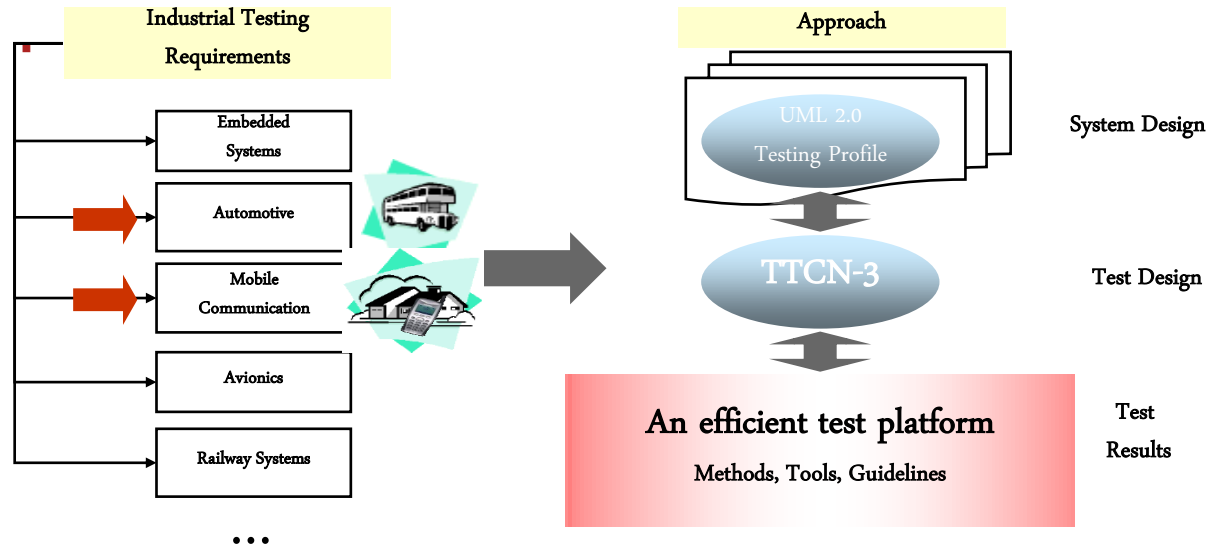 Industrial Testing
Requirements
Embedded
Systems
Automotive
Mobile
Communication
Avionics
Railway Systems
...
Approach
UML 2.0
Testing Profile
System Design
TTCN-3
Test Design
An efficient test platform
Methods, Tools, Guidelines
Test
Results